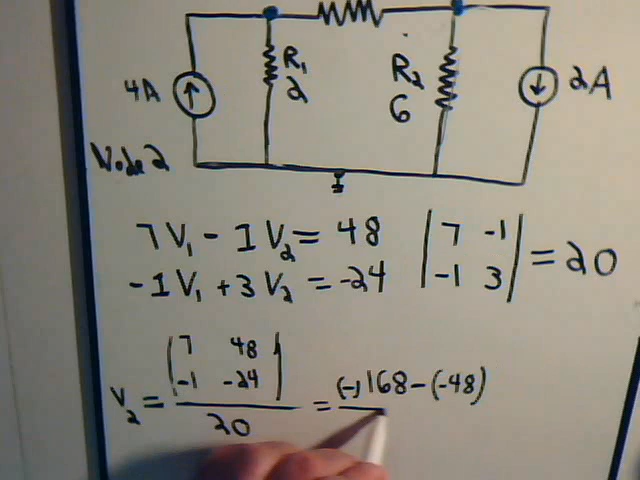 R₁
2
R₂
6
4A
2A
Node 2
7V₁ - 1V₂ = 48
-1V₁ + 3V₂ = -24
|7 -1|
|-1 3| = 20
V₂ = |7 48|
|-1 -24|
20
= (-)168-(-48)